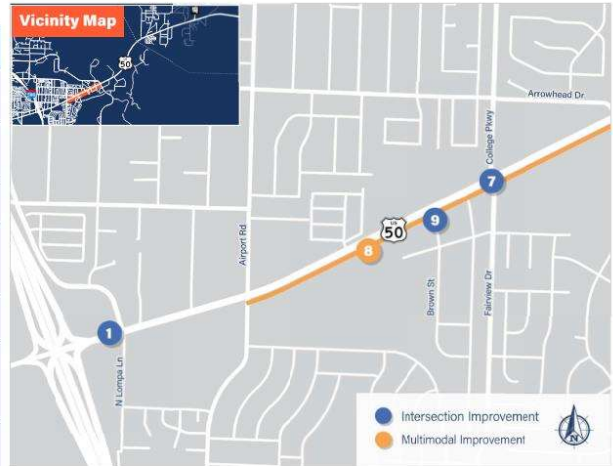 Vicinity Map
50
Arrowhead Dr.
College Pkwy
7
9
US
50
8
Airport Rd
Brown St
Fairview Dr
1
N Lompa Ln
Intersection Improvement
Multimodal Improvement
N